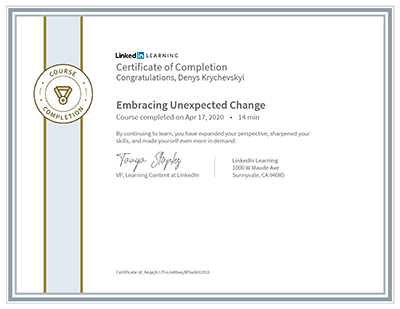 Linked in LEARNING
Certificate of Completion
Congratulations, Denys Krychevskyi
COURSE
COMPLETION
Embracing Unexpected Change
Course completed on Apr 17, 2020 • 14 min
By continuing to learn, you have expanded your perspective, sharpened your
skills, and made yourself even more in demand.
Tanya Staples
VP, Learning Content at LinkedIn
LinkedIn Learning
1000 W Maude Ave
Sunnyvale, CA 94085
Certificate Id: